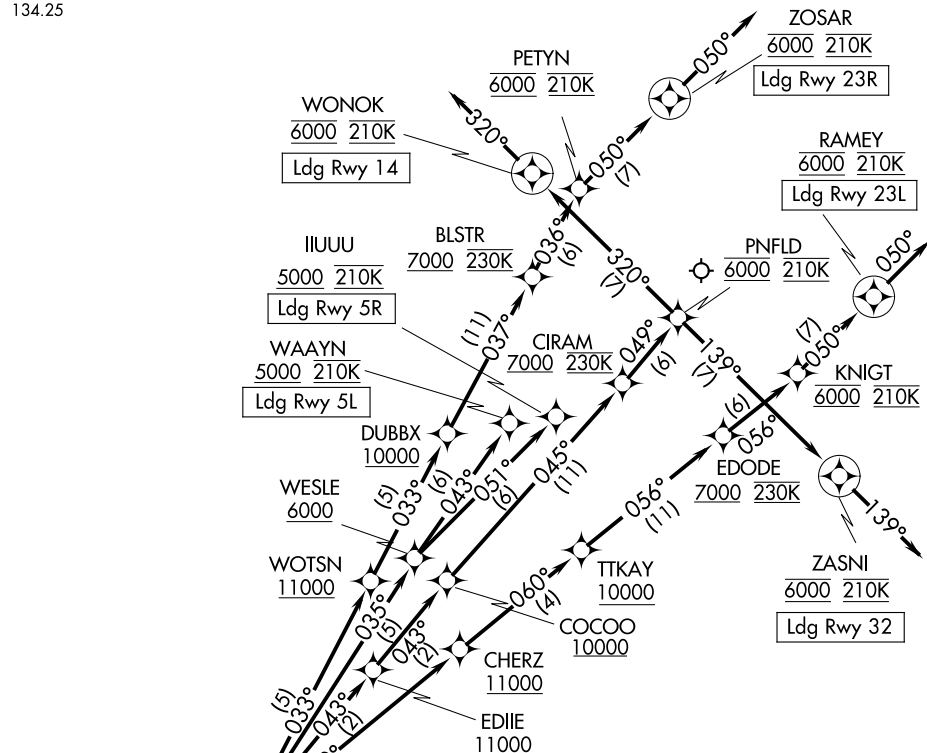 134.25
ZOSAR
6000 210K
Ldg Rwy 23R
050°
PETYN
6000 210K
WONOK
6000 210K
Ldg Rwy 14
320°
050°
(7)
RAMEY
6000 210K
Ldg Rwy 23L
IIUUU
5000 210K
Ldg Rwy 5R
BLSTR
7000 230K
036°
(6)
320°
(7)
PNFLD
6000 210K
050°
WAAYN
5000 210K
Ldg Rwy 5L
(11)
037°
CIRAM
7000 230K
049°
(6)
139°
(7)
(7)
050°
KNIGT
6000 210K
DUBBX
10000
(6)
056°
EDODE
7000 230K
WESLE
6000
(5)
033°
(6)
043°
051°
(6)
045°
(11)
056°
(11)
139°
WOTSN
11000
TTKAY
10000
ZASNI
6000 210K
Ldg Rwy 32
035°
(5)
043°
(2)
060°
(4)
COCOO
10000
CHERZ
11000
(5)
033°
043°
(2)
EDIIE
11000